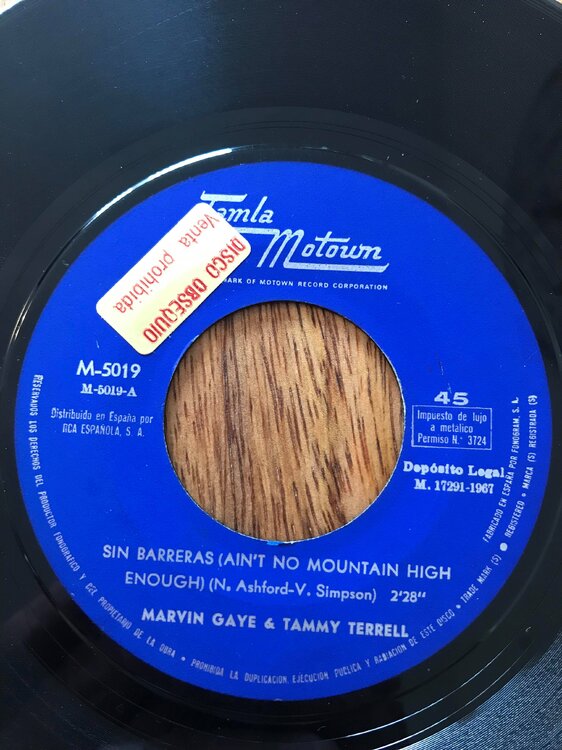 Tamla
Motown
MARK OF MOTOWN RECORD CORPORATION
DISCO OBSEQUIO
Venta prohibida
M-5019
M-5019-A
Distribuido en España por
RCA ESPAÑOLA, S. A.
45
Impuesto de lujo
a metalico
Permiso N.° 3724
Depósito Legal
M. 17291-1967
SIN BARRERAS (AIN'T NO MOUNTAIN HIGH
ENOUGH) (N. Ashford-V. Simpson) 2'28"
MARVIN GAYE & TAMMY TERRELL
RESERVADOS LOS DERECHOS DEL PRODUCTOR FONOGRAFICO Y DEL PROPIETARIO DE LA OBRA • PROHIBIDA LA DUPLICACION, EJECUCION PUCLICA Y RADIACION DE ESTE DISCO • TRADE MARK (S) • REGISTERED • MARCA (S) REGISTRADA (S)
FABRICADO EN ESPAÑA POR FONOGRAM, S. A.